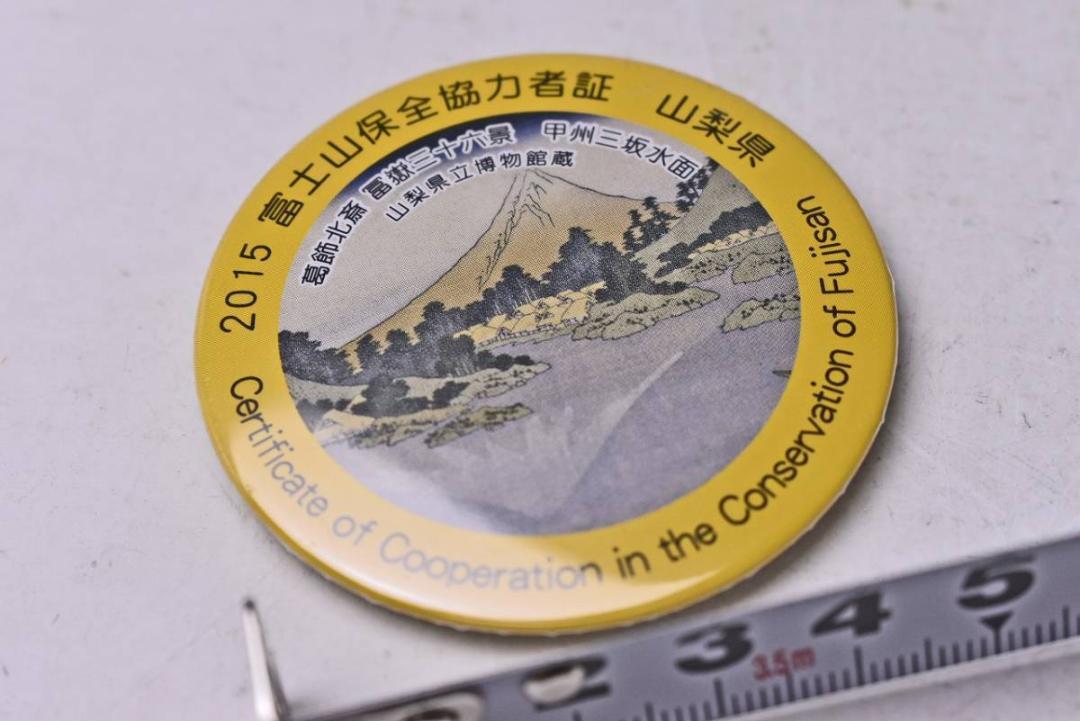 2015 富士山保全協力者証 山梨県
葛飾北斎 冨嶽三十六景 甲州三坂水面
山梨県立博物館蔵
Certificate of Cooperation in the Conservation of Fujisan
2 3 4 5
3.5m